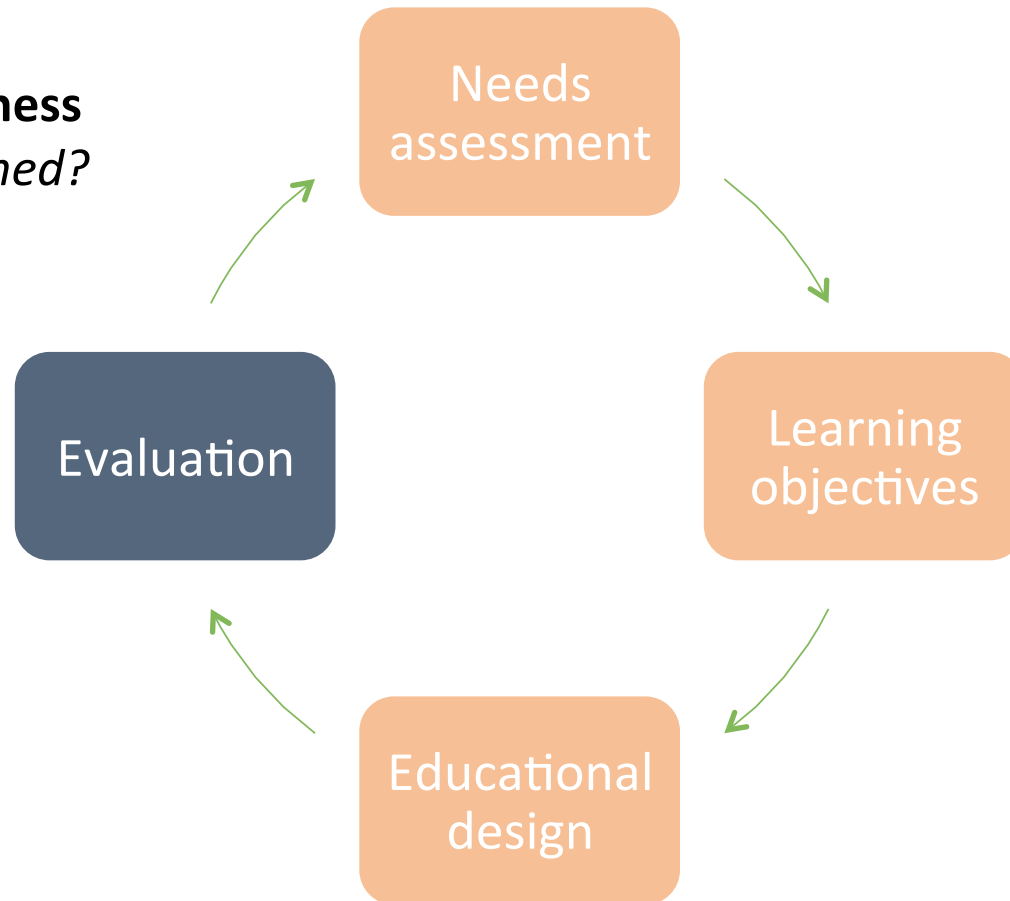 ness
ned?
Needs
assessment
Evaluation
Learning
objectives
Educational
design